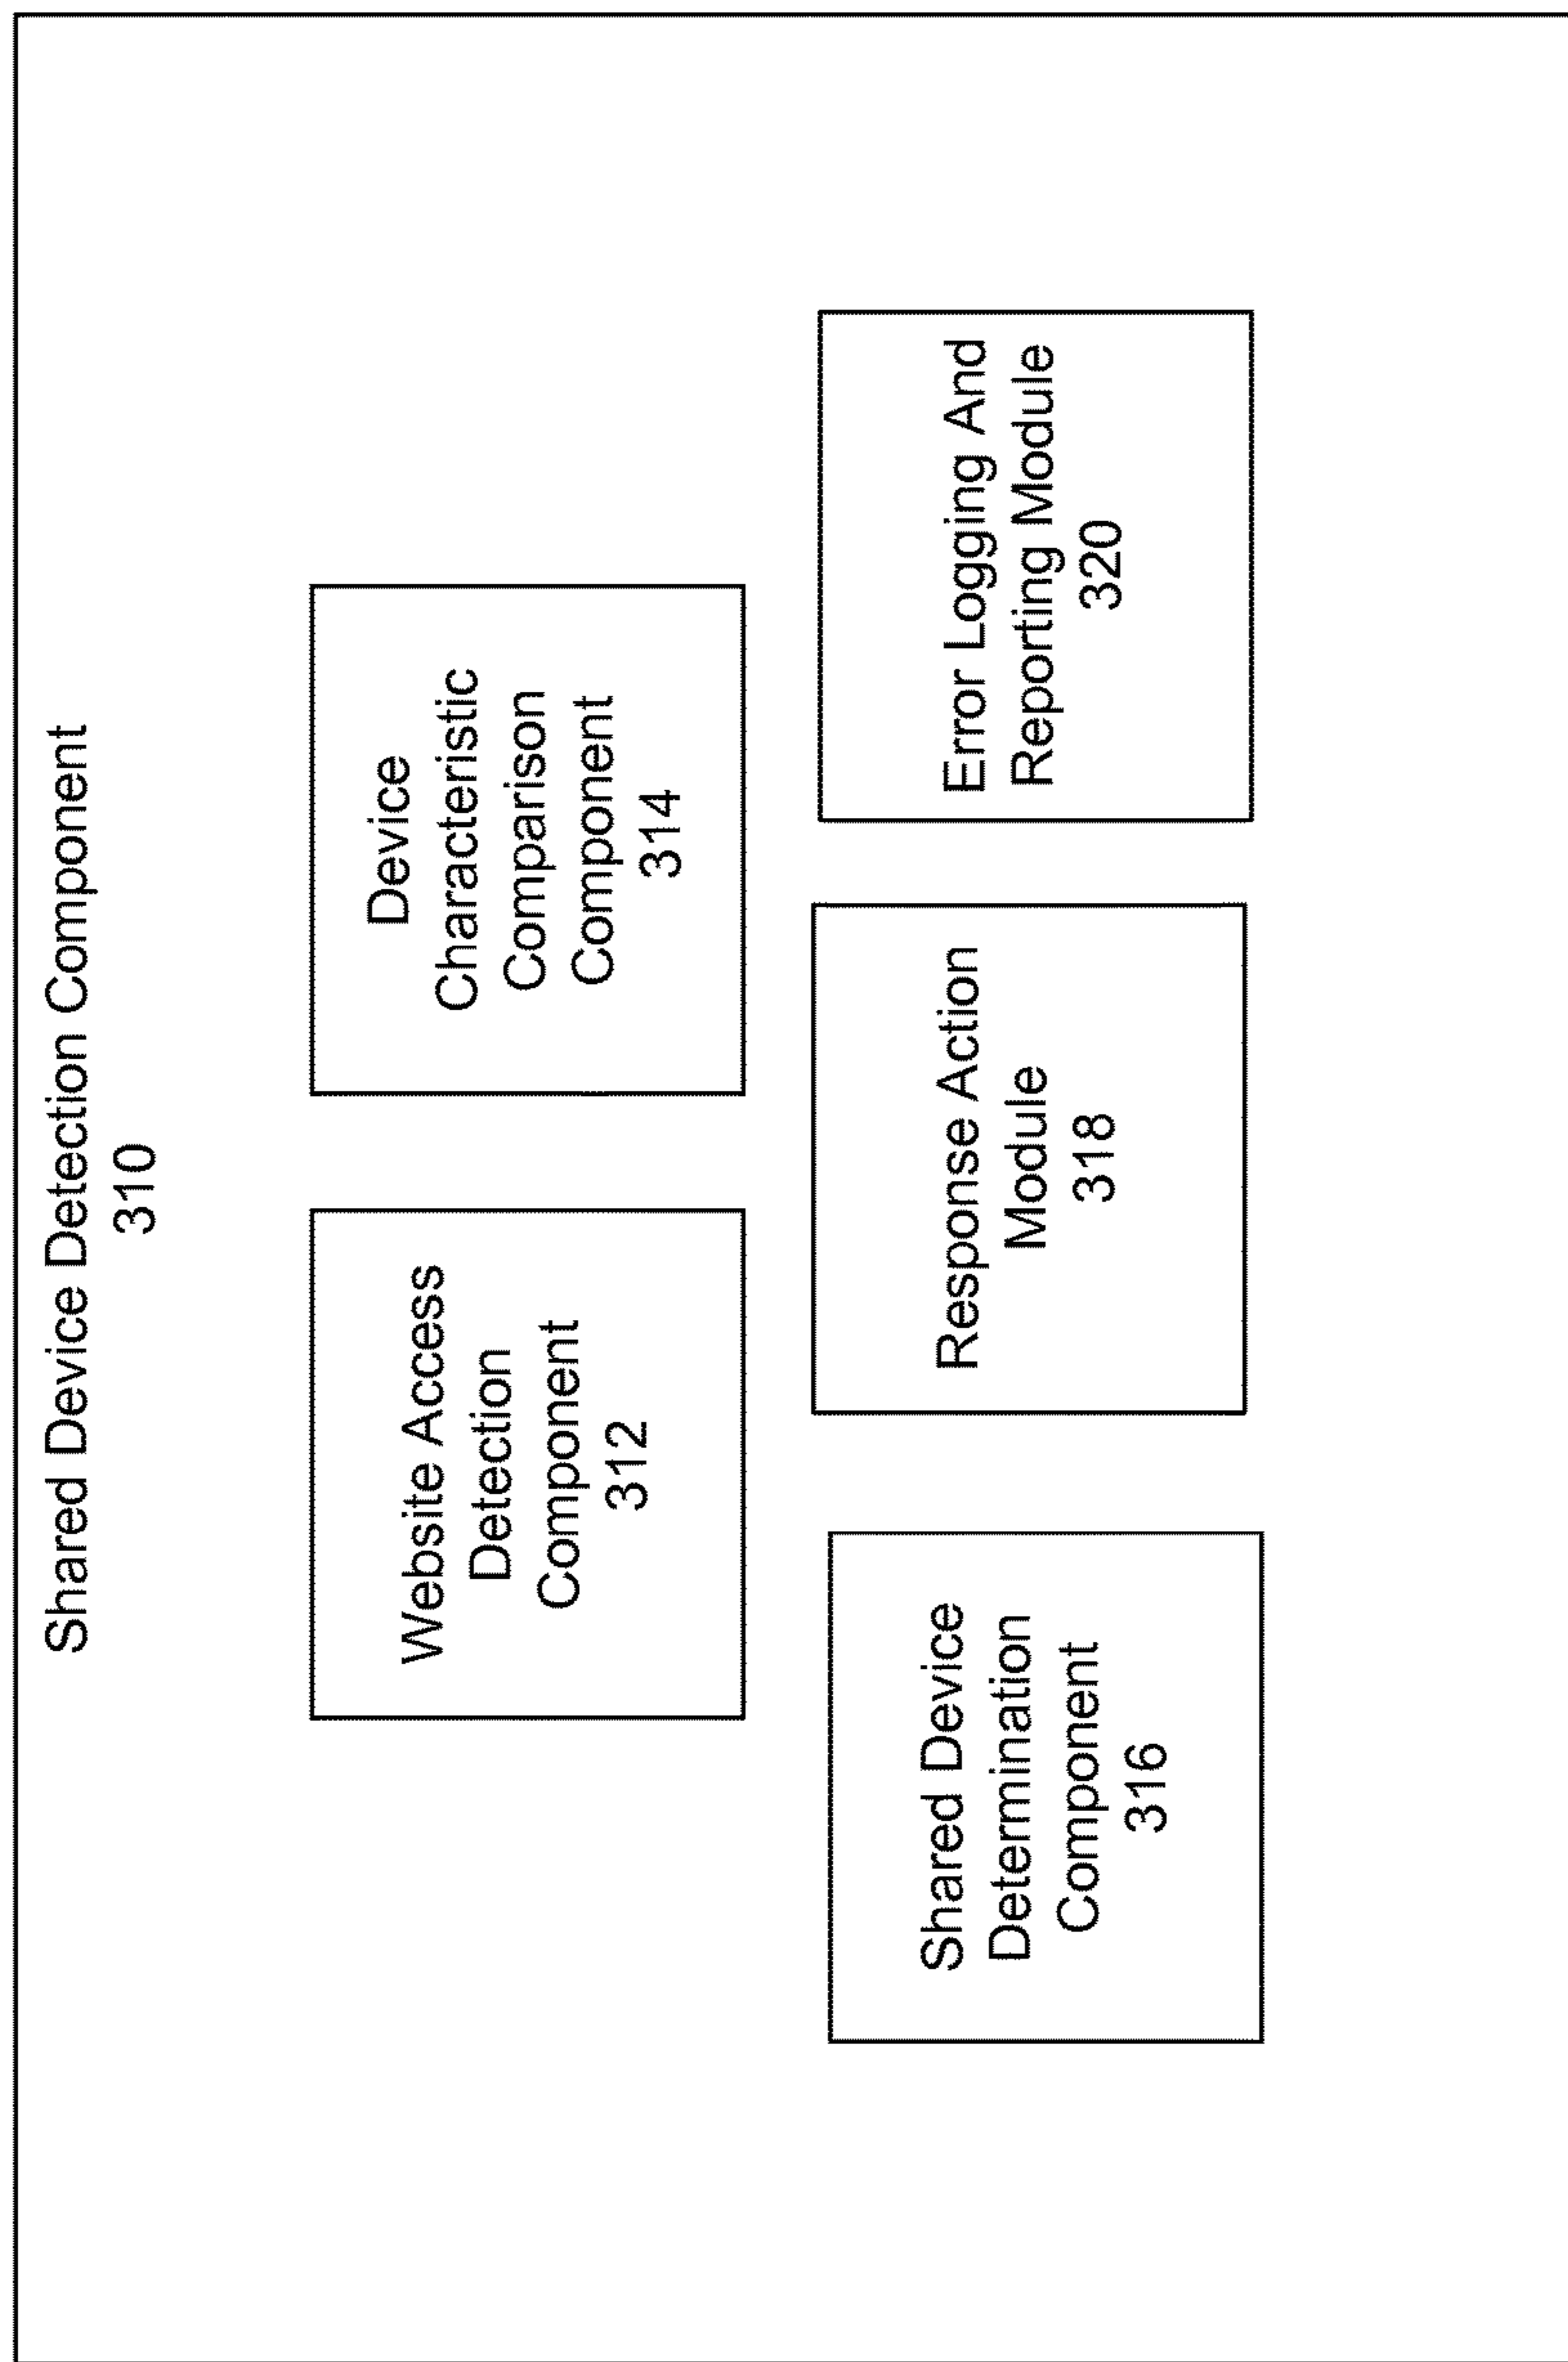 Shared Device Detection Component
310
Website Access
Detection
Component
312
Device
Characteristic
Comparison
Component
314
Shared Device
Determination
Component
316
Response Action
Module
318
Error Logging And
Reporting Module
320